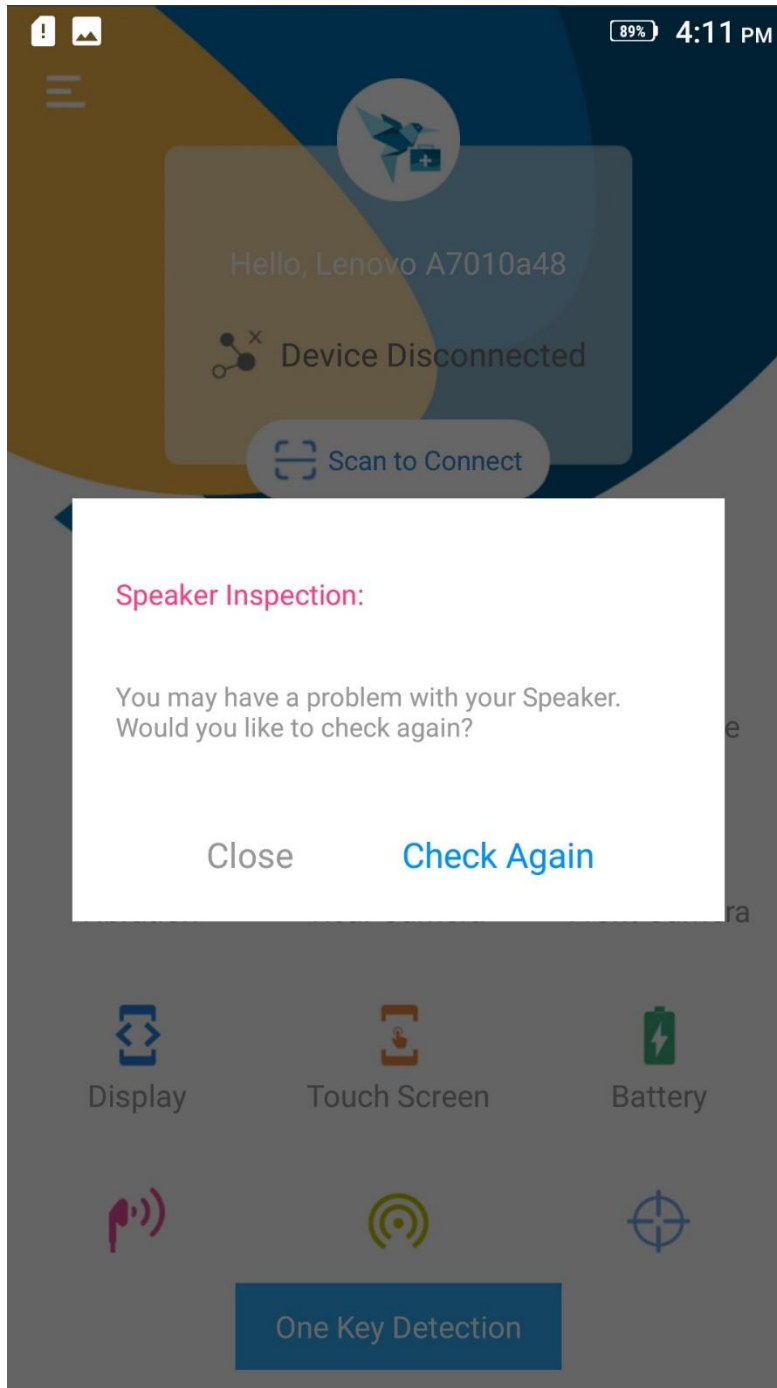 89%
4:11 PM
Hello, Lenovo A7010a48
Device Disconnected
Scan to Connect
Speaker Inspection:
You may have a problem with your Speaker.
Would you like to check again?
Close Check Again
Display Touch Screen Battery
One Key Detection